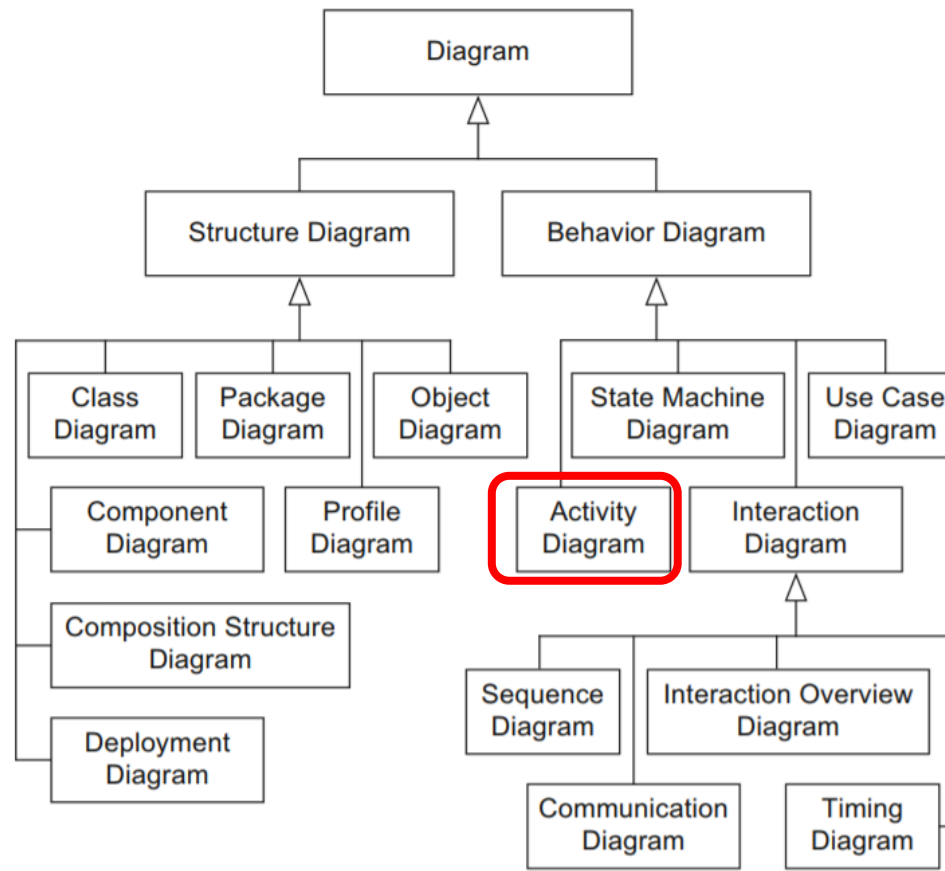 Diagram
Structure Diagram
Behavior Diagram
Class
Diagram
Package
Diagram
Object
Diagram
State Machine
Diagram
Use Case
Diagram
Component
Diagram
Profile
Diagram
Activity
Diagram
Interaction
Diagram
Composition Structure
Diagram
Sequence
Diagram
Interaction Overview
Diagram
Deployment
Diagram
Communication
Diagram
Timing
Diagram